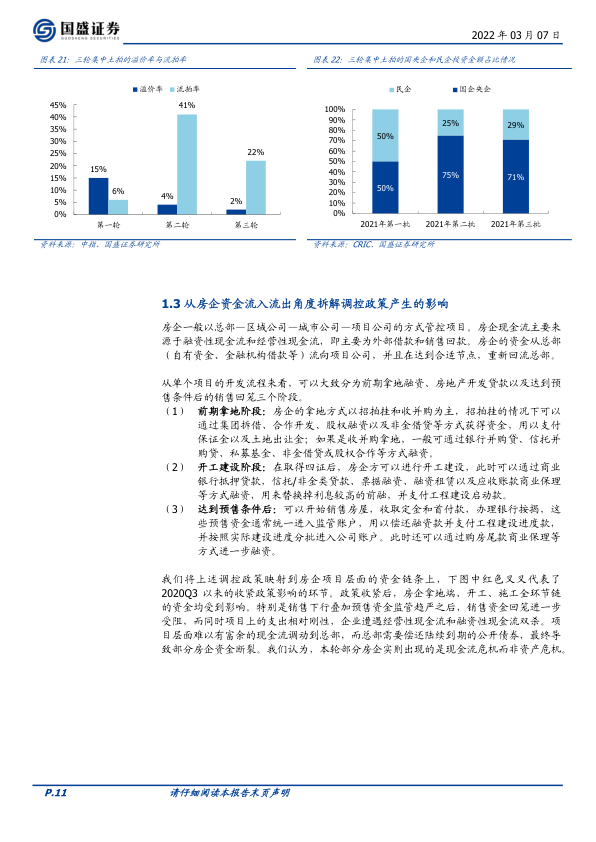 国盛证券
GUOSHENG SECURITIES
2022 年 03 月 07 日
图表 21：三轮集中土拍的溢价率与流拍率
图表 22：三轮集中土拍的国央企和民企投资金额占比情况
溢价率 流拍率
45%
40%
35%
30%
25%
20%
15%
10%
5%
0%
15%
6%
4%
41%
2%
22%
第一轮 第二轮 第三轮
民企 国企央企
100%
90%
80%
70%
60%
50%
40%
30%
20%
10%
0%
50%
25%
29%
50%
75%
71%
2021年第一批 2021年第二批 2021年第三批
资料来源：中指，国盛证券研究所
资料来源：CRIC，国盛证券研究所
1.3 从房企资金流入流出角度拆解调控政策产生的影响
房企一般以总部—区域公司—城市公司—项目公司的方式管控项目。房企现金流主要来
源于融资性现金流和经营性现金流，即主要为外部借款和销售回款。房企的资金从总部
（自有资金、金融机构借款等）流向项目公司，并且在达到合适节点，重新回流总部。
从单个项目的开发流程来看，可以大致分为前期拿地融资、房地产开发贷款以及达到预
售条件后的销售回笼三个阶段。
（1） 前期拿地阶段：房企的拿地方式以招拍挂和收并购为主，招拍挂的情况下可以
通过集团拆借、合作开发、股权融资以及非金借贷等方式获得资金，用以支付
保证金以及土地出让金；如果是收并购拿地，一般可通过银行并购贷、信托并
购贷、私募基金、非金借贷或股权合作等方式融资。
（2） 开工建设阶段：在取得四证后，房企方可以进行开工建设，此时可以通过商业
银行抵押贷款，信托/非金类贷款、票据融资，融资租赁以及应收账款商业保理
等方式融资，用来替换掉利息较高的前融，并支付工程建设启动款。
（3） 达到预售条件后：可以开始销售房屋，收取定金和首付款，办理银行按揭，这
些预售资金通常统一进入监管账户，用以偿还融资款并支付工程建设进度款，
并按照实际建设进度分批进入公司账户。此时还可以通过购房尾款商业保理等
方式进一步融资。
我们将上述调控政策映射到房企项目层面的资金链条上，下图中红色叉叉代表了
2020Q3 以来的收紧政策影响的环节。政策收紧后，房企拿地端、开工、施工全环节链
的资金均受到影响。特别是销售下行叠加预售资金监管趋严之后，销售资金回笼进一步
受阻，而同时项目上的支出相对刚性，企业遭遇经营性现金流和融资性现金流双杀。项
目层面难以有富余的现金流调动到总部，而总部需要偿还陆续到期的公开债券，最终导
致部分房企资金断裂。我们认为，本轮部分房企实则出现的是现金流危机而非资产危机。
P.11
请仔细阅读本报告末页声明